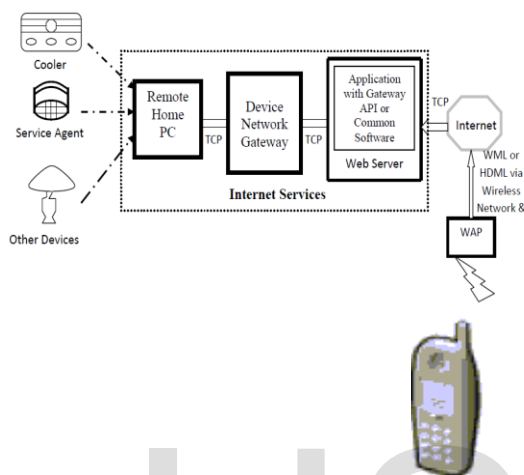 Cooler
Service Agent
Other Devices
Remote
Home
PC
TCP
Device
Network
Gateway
TCP
Application
with Gateway
API or
Common
Software
Web Server
Internet Services
TCP
Internet
WML or
HDML via
Wireless
Network &
WAP